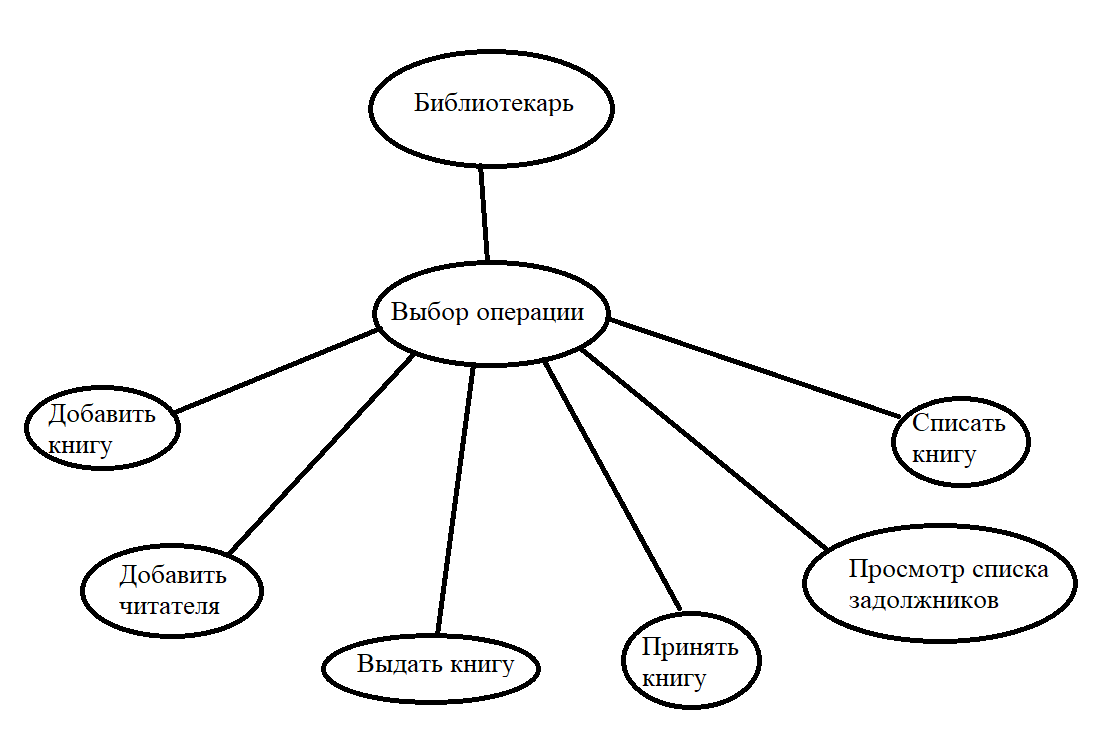 Библиотекарь
Выбор операции
Добавить
книгу
Списать
книгу
Добавить
читателя
Просмотр списка
задолжников
Выдать книгу
Принять
книгу